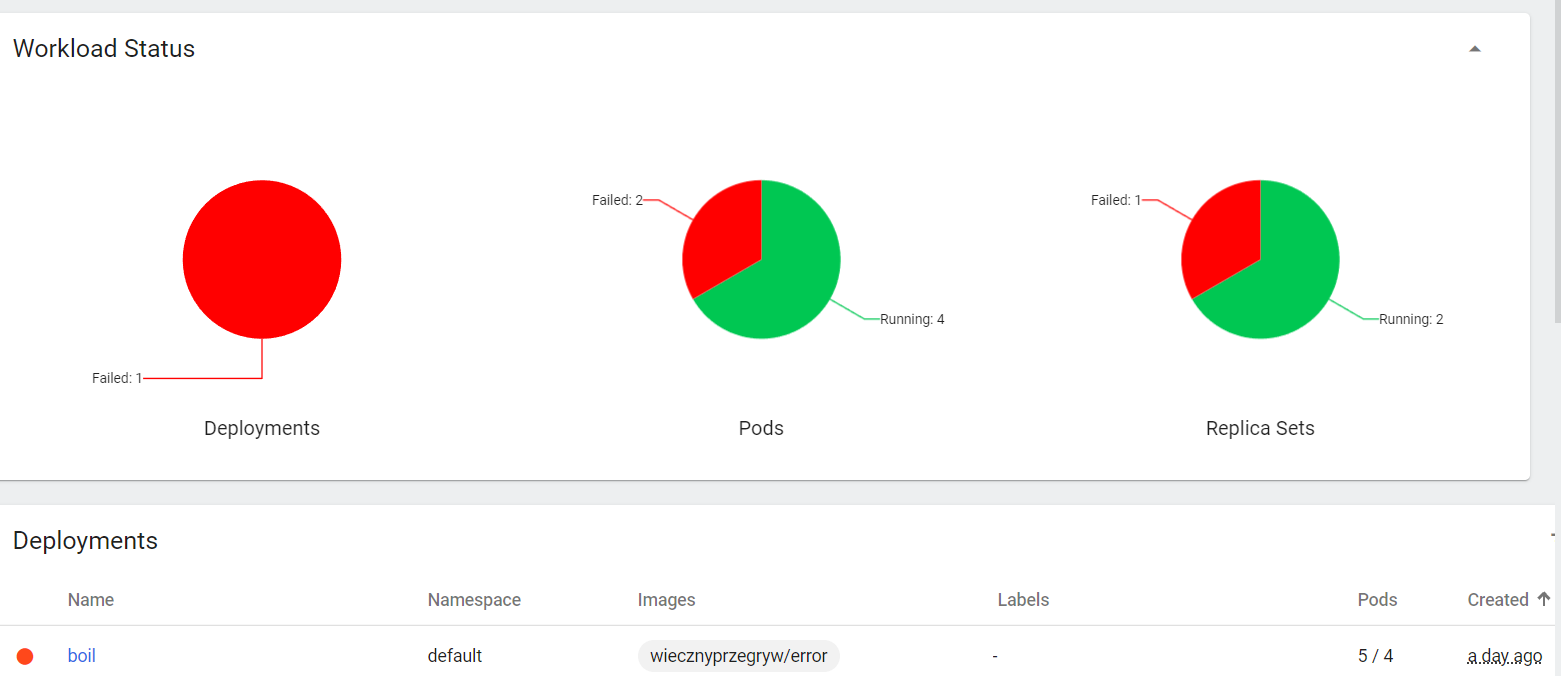 Workload Status
Failed: 1
Deployments
Failed: 2
Running: 4
Pods
Failed: 1
Running: 2
Replica Sets
Deployments
Name Namespace Images Labels Pods Created
boil default wiecznyprzegryw/error - 5 / 4 a day ago